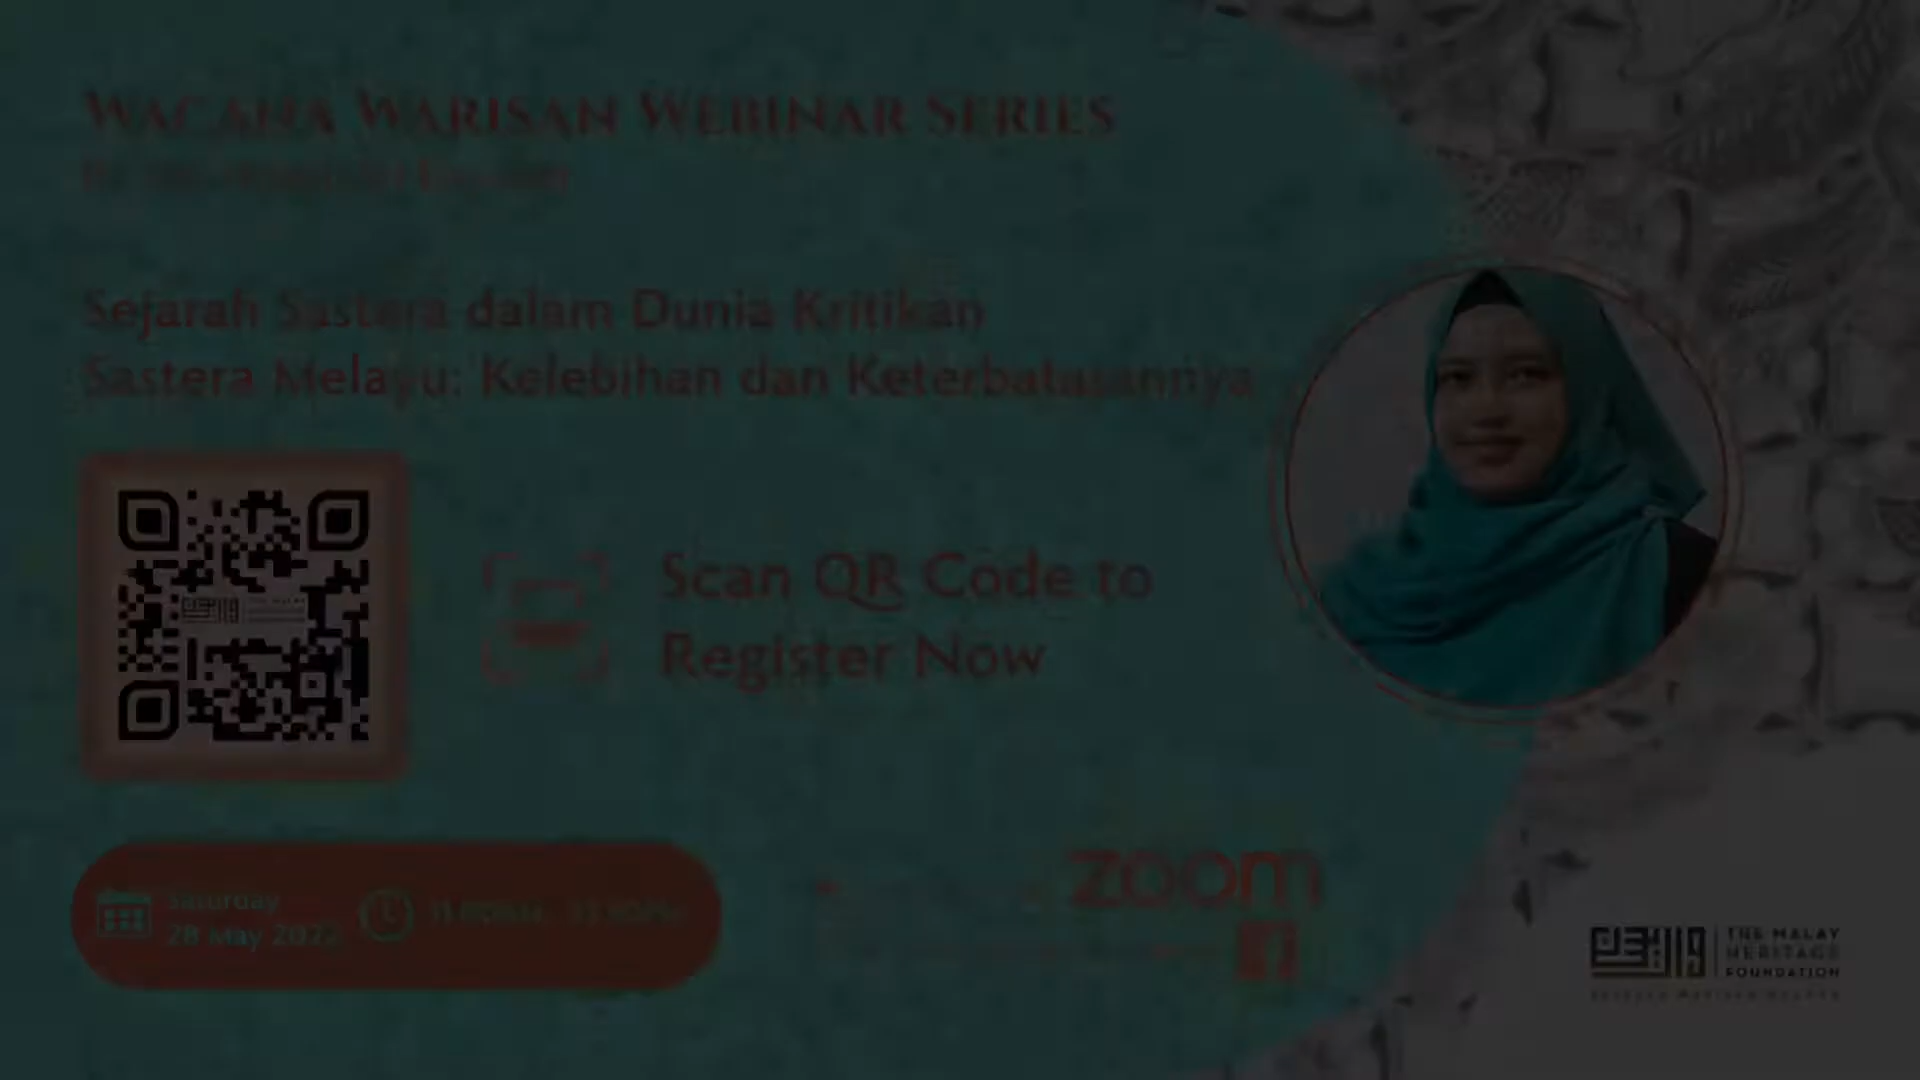 WACANA WARISAN WEBINAR SERIES
Sejarah Sastera dalam Dunia Kritikan
Sastera Melayu: Kelebihan dan Keterbatasannya
Scan QR Code to
Register Now
Saturday
28 May 2022
zoom
THE MALAY
HERITAGE
FOUNDATION